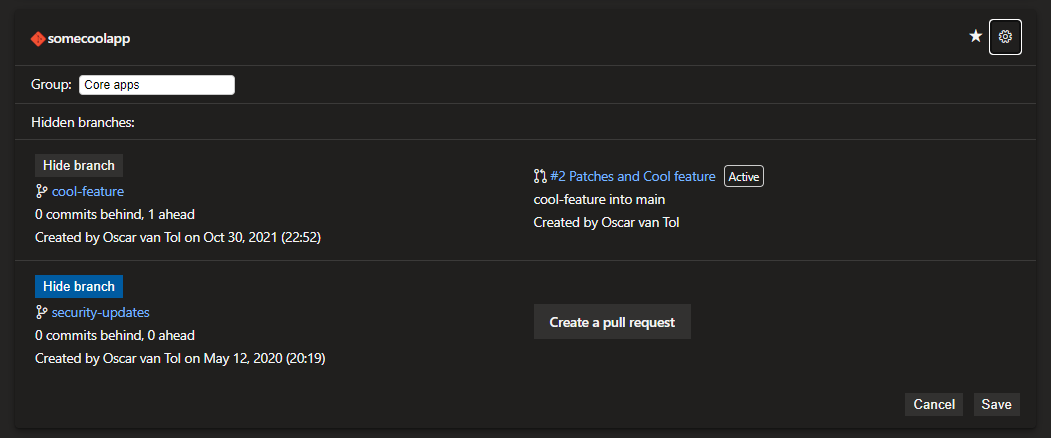 somecoolapp
Group: Core apps
Hidden branches:
Hide branch
cool-feature
0 commits behind, 1 ahead
Created by Oscar van Tol on Oct 30, 2021 (22:52)
#2 Patches and Cool feature Active
cool-feature into main
Created by Oscar van Tol
Hide branch
security-updates
0 commits behind, 0 ahead
Created by Oscar van Tol on May 12, 2020 (20:19)
Create a pull request
Cancel Save